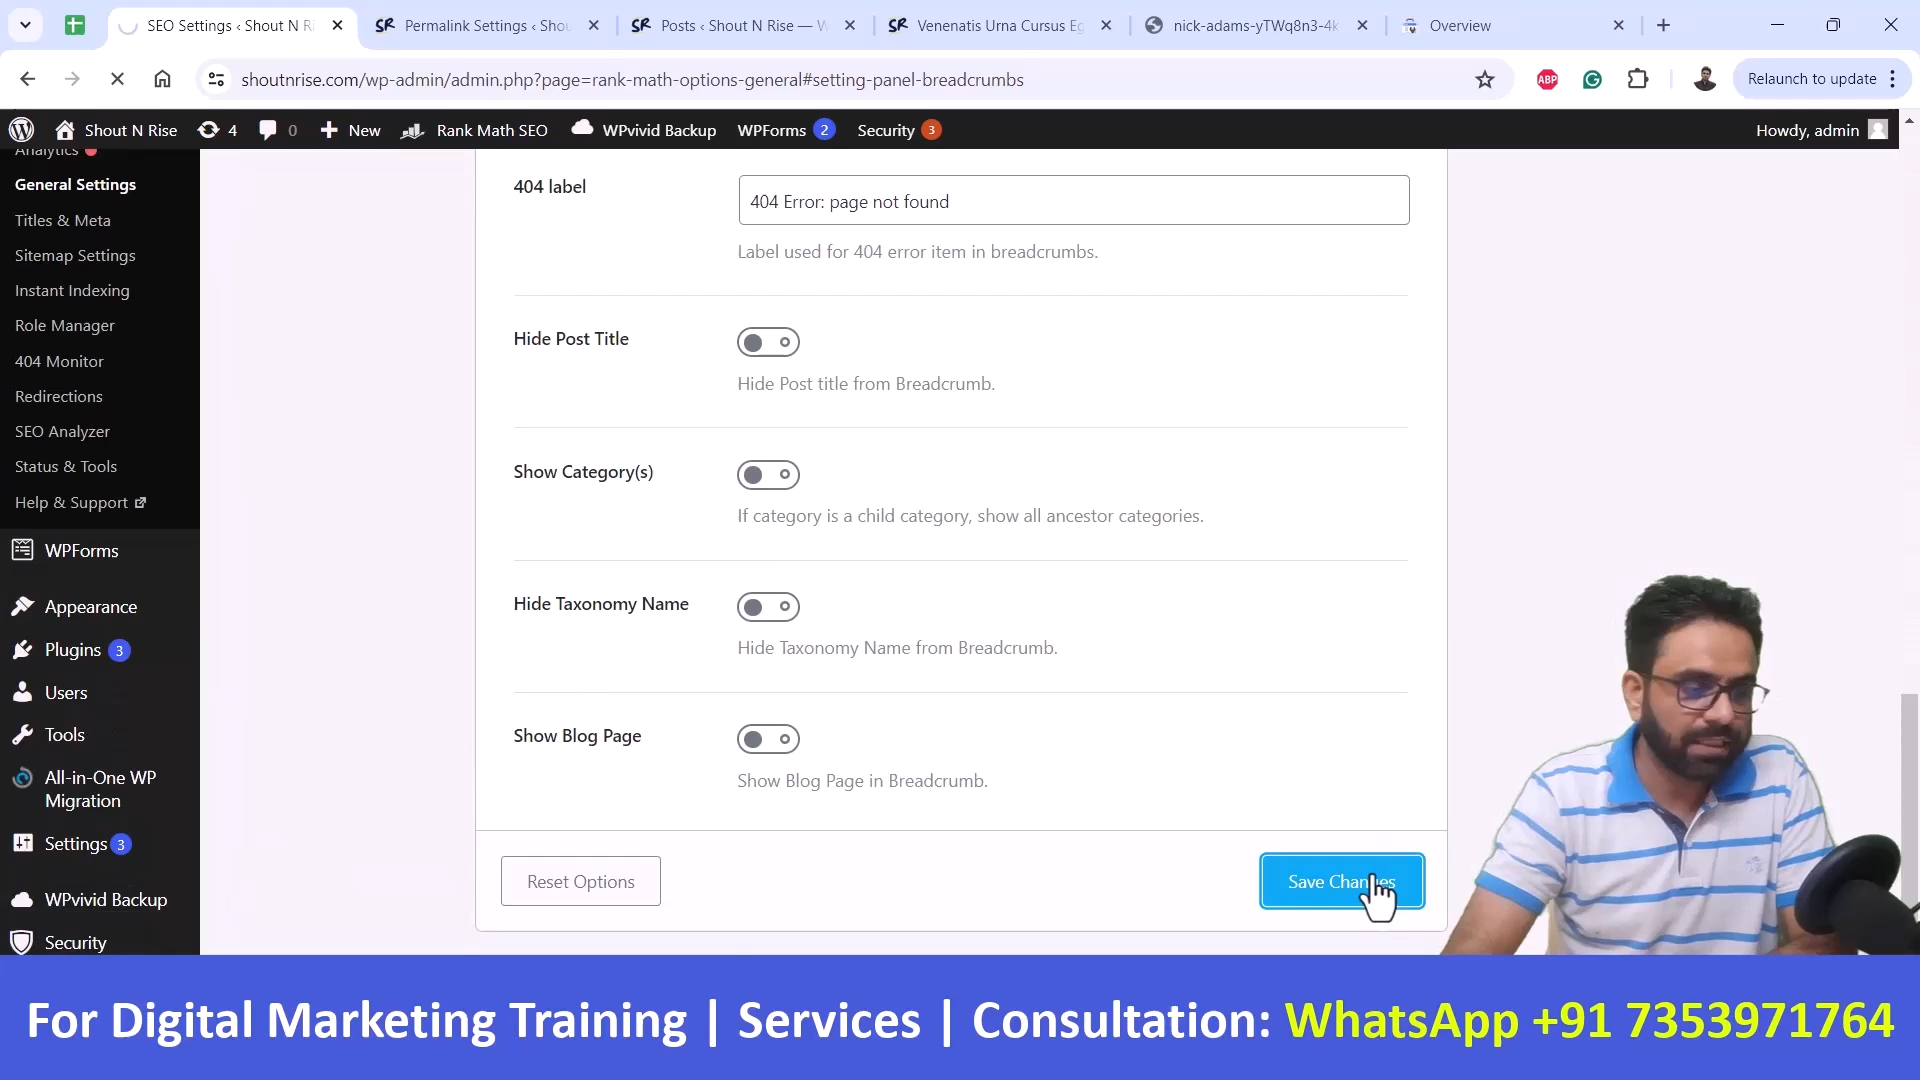 SEO Settings ‹ Shout N Ri
Permalink Settings ‹ Shou
Posts ‹ Shout N Rise — W
Venenatis Urna Cursus Eg
nick-adams-yTWq8n3-4k
Overview
shoutnrise.com/wp-admin/admin.php?page=rank-math-options-general#setting-panel-breadcrumbs
ABP
Relaunch to update
Shout N Rise
4
0
New
Rank Math SEO
WPvivid Backup
WPForms 2
Security 3
Howdy, admin
Analytics
General Settings
Titles & Meta
Sitemap Settings
Instant Indexing
Role Manager
404 Monitor
Redirections
SEO Analyzer
Status & Tools
Help & Support
WPForms
Appearance
Plugins 3
Users
Tools
All-in-One WP
Migration
Settings 3
WPvivid Backup
Security
404 label
404 Error: page not found
Label used for 404 error item in breadcrumbs.
Hide Post Title
Hide Post title from Breadcrumb.
Show Category(s)
If category is a child category, show all ancestor categories.
Hide Taxonomy Name
Hide Taxonomy Name from Breadcrumb.
Show Blog Page
Show Blog Page in Breadcrumb.
Reset Options
Save Changes
For Digital Marketing Training | Services | Consultation: WhatsApp +91 7353971764